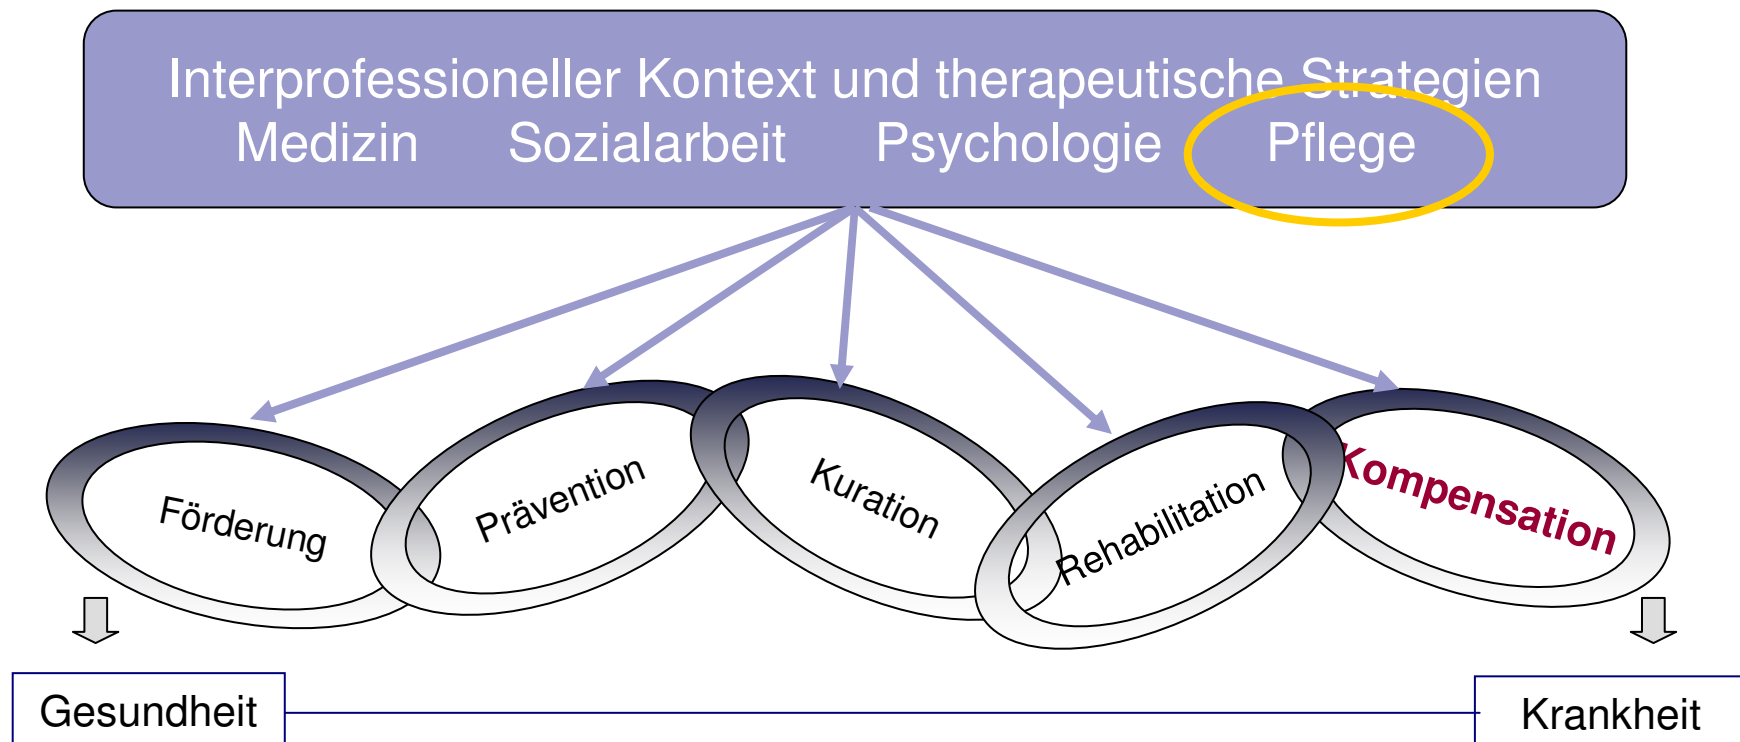 Interprofessioneller Kontext und therapeutische Strategien
Medizin Sozialarbeit Psychologie Pflege
Förderung
Prävention
Kuration
Rehabilitation
Kompensation
Gesundheit
Krankheit